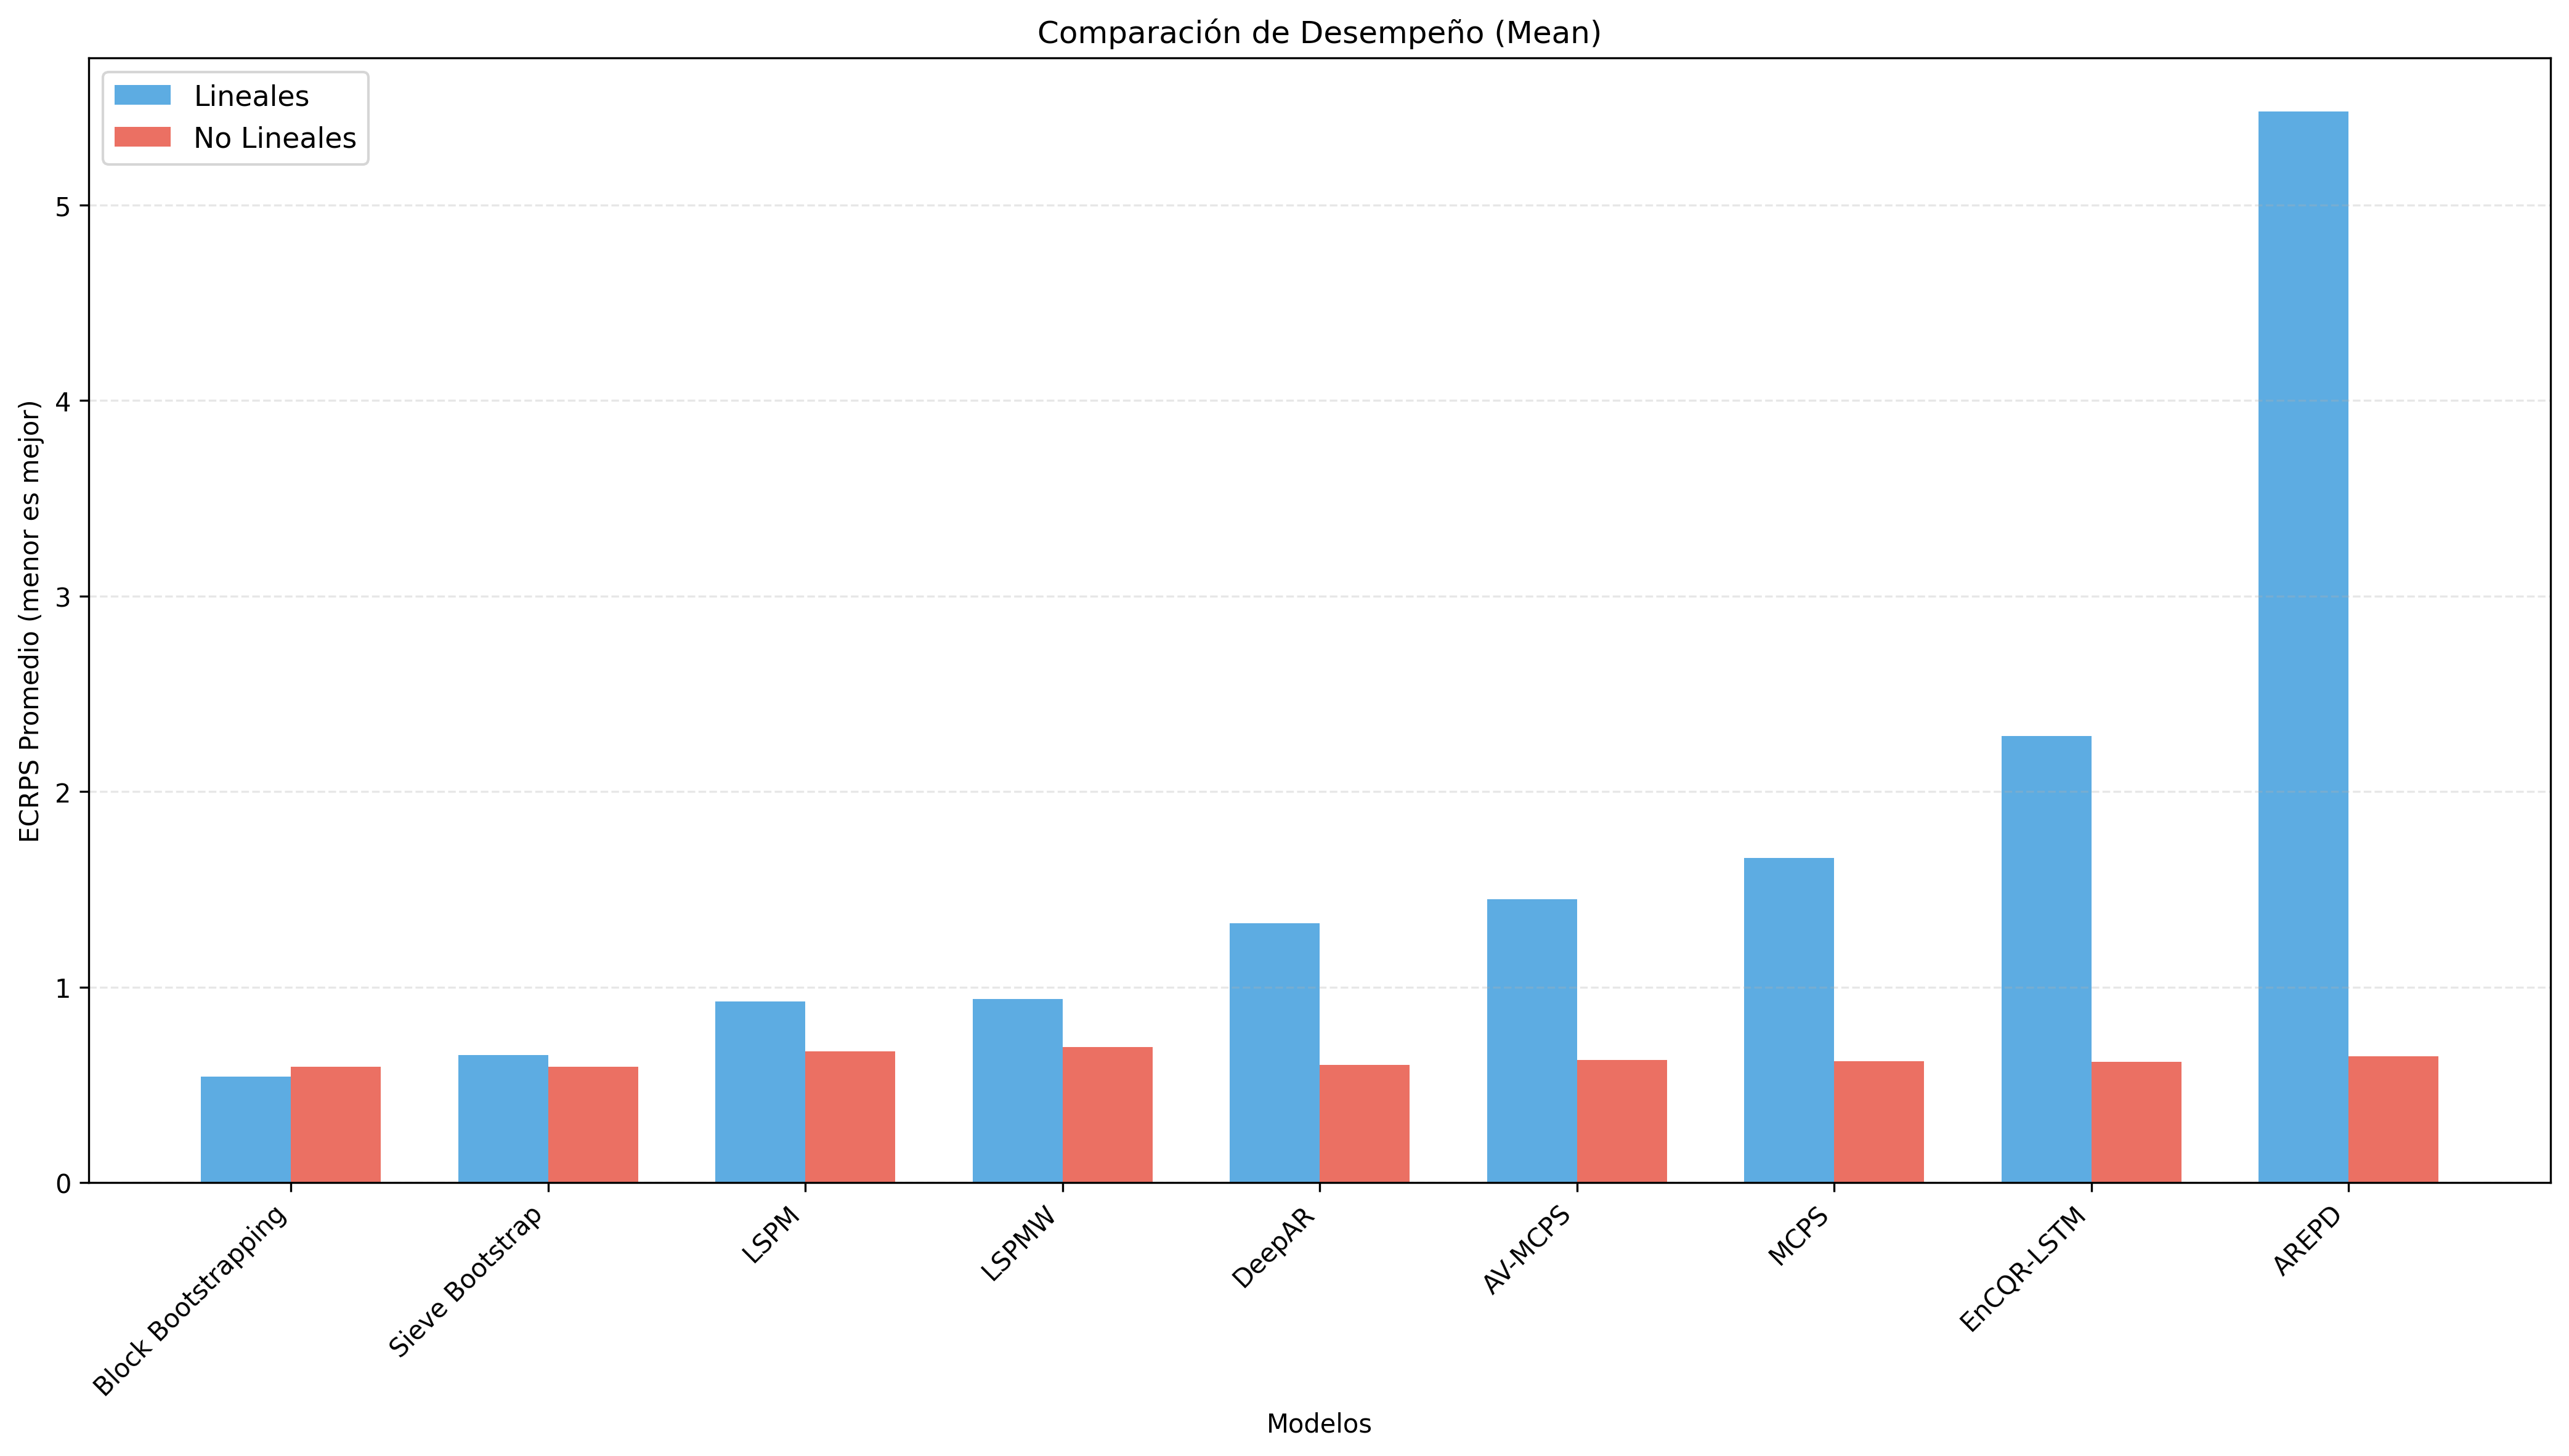 Comparación de Desempeño (Mean)
Lineales
No Lineales
ECRPS Promedio (menor es mejor)
5
4
3
2
1
0
Block Bootstrapping
Sieve Bootstrap
LSPM
LSPMW
DeepAR
AV-MCPS
MCPS
EnCQR-LSTM
AREPD
Modelos